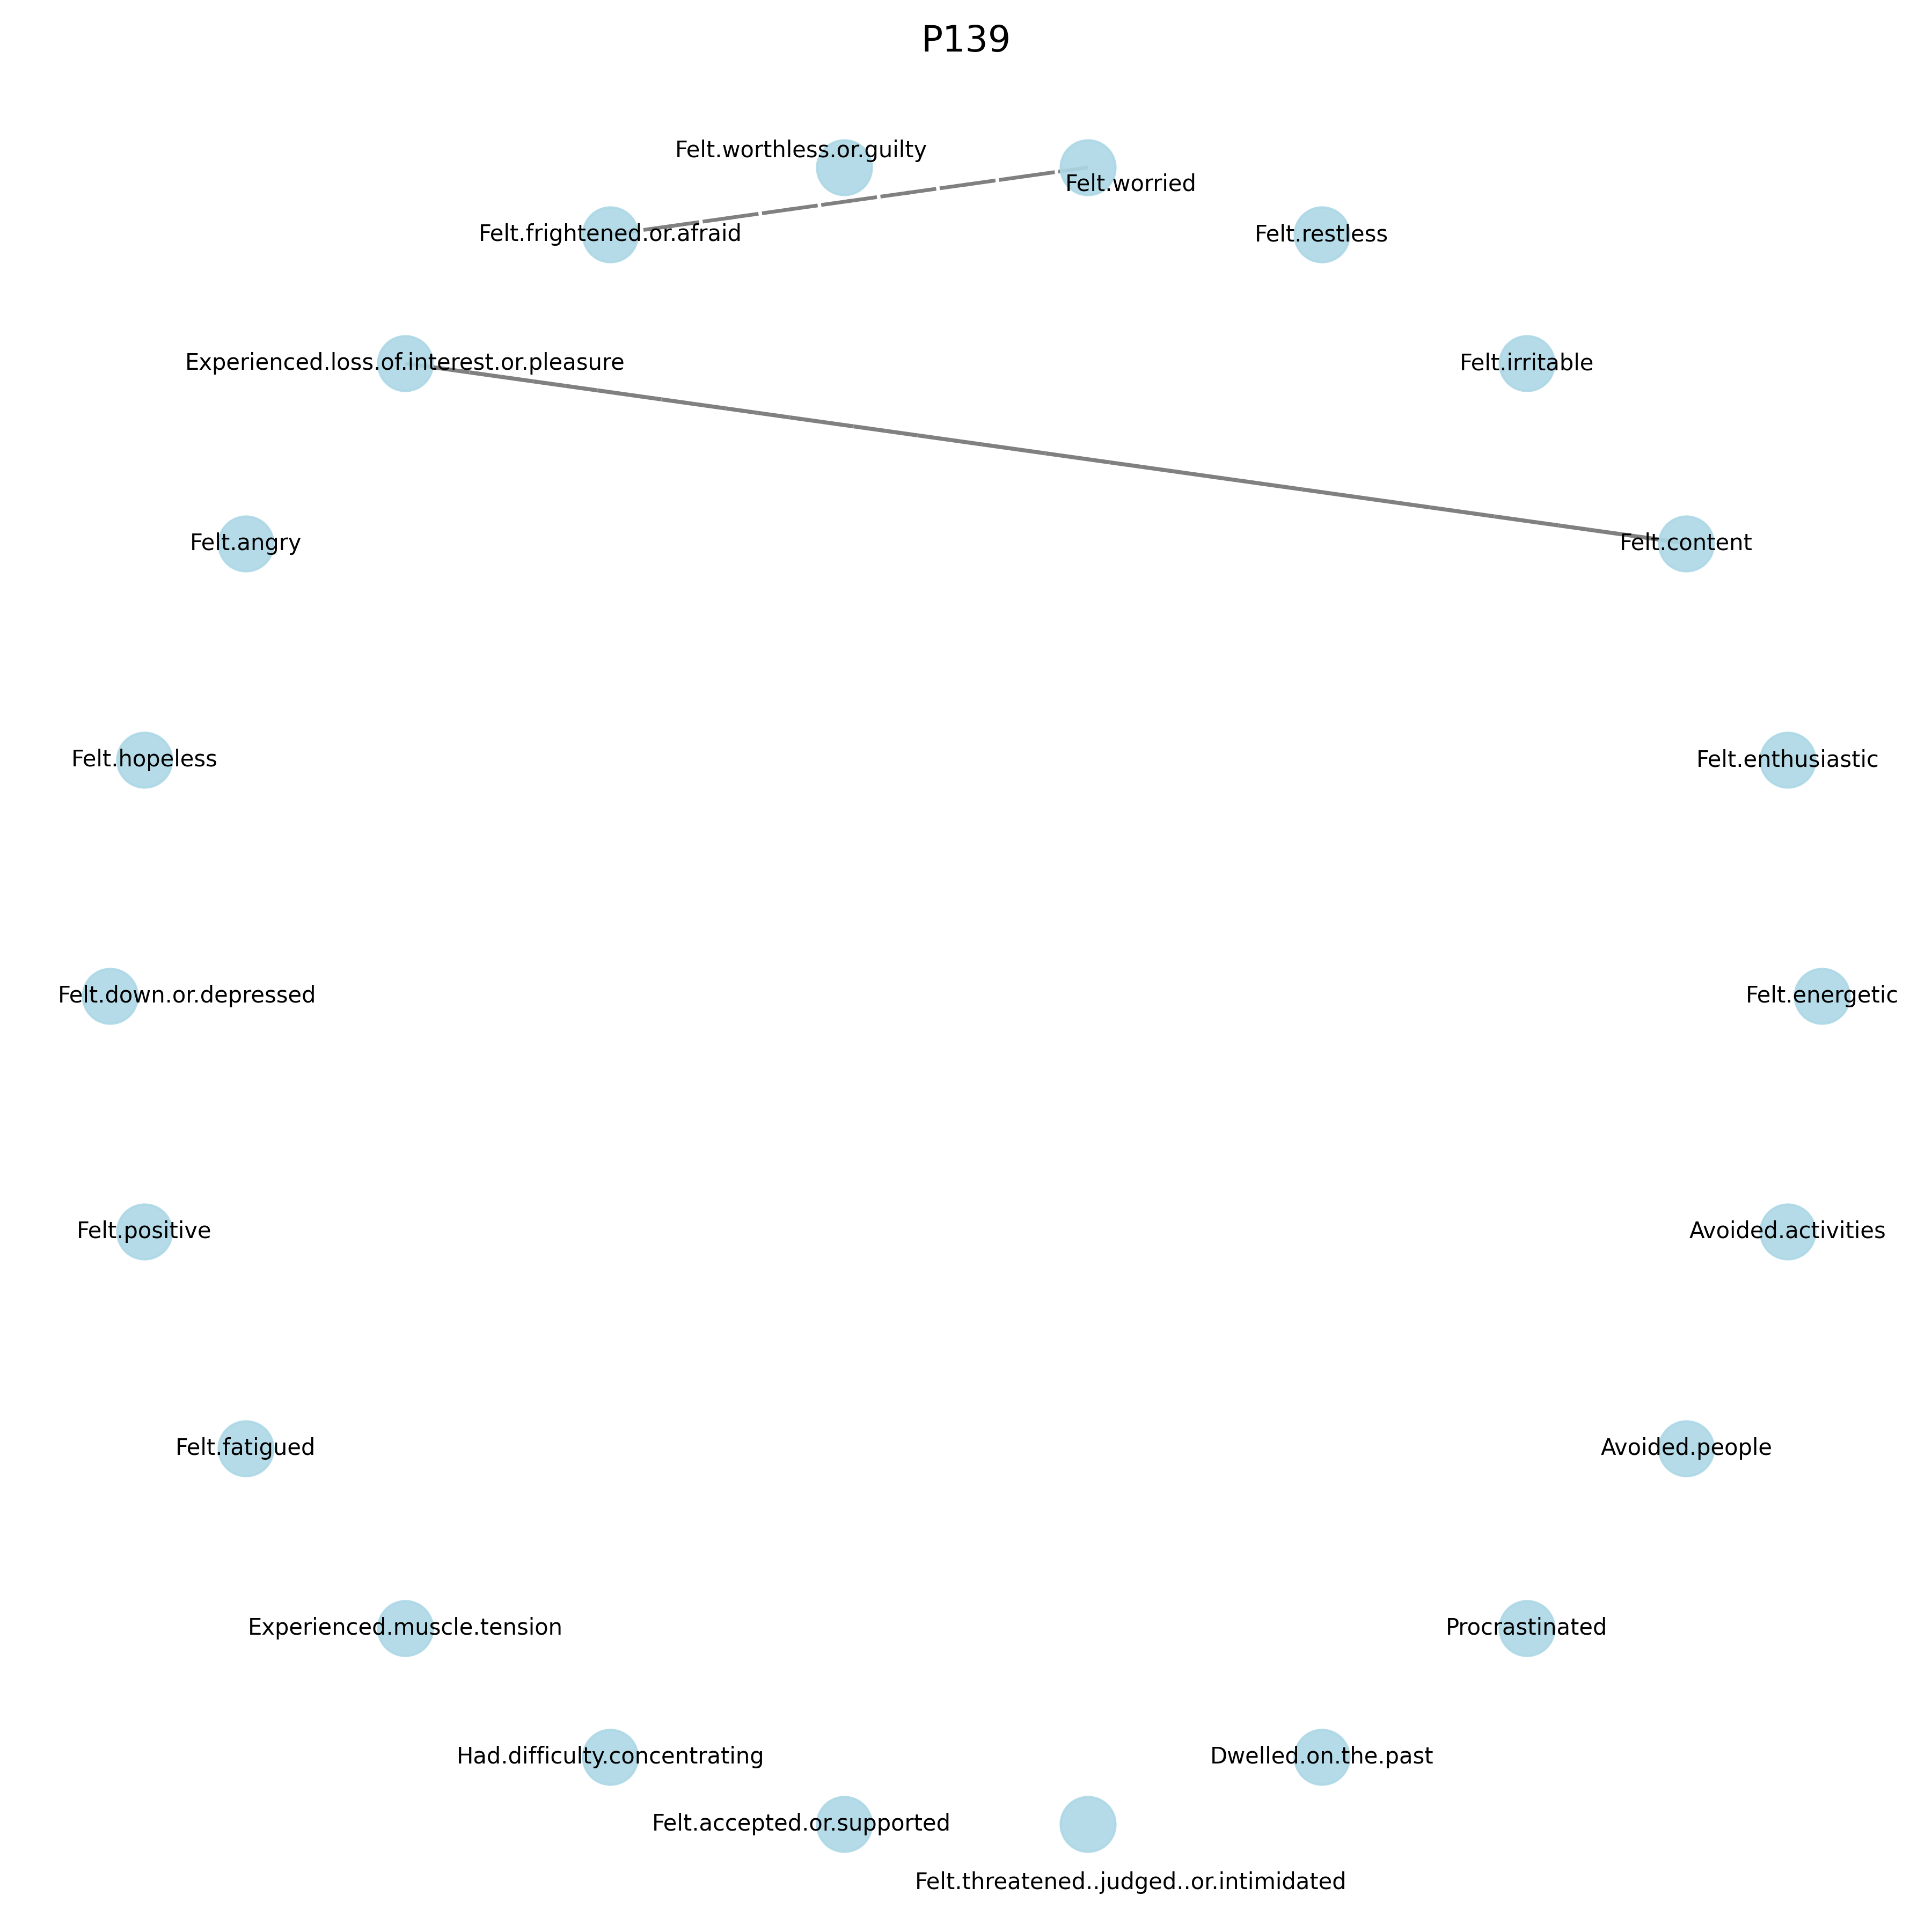 P139
Felt.worthless.or.guilty
Felt.worried
Felt.frightened.or.afraid
Felt.restless
Experienced.loss.of.interest.or.pleasure
Felt.irritable
Felt.angry
Felt.content
Felt.hopeless
Felt.enthusiastic
Felt.down.or.depressed
Felt.energetic
Felt.positive
Avoided.activities
Felt.fatigued
Avoided.people
Experienced.muscle.tension
Procrastinated
Had.difficulty.concentrating
Dwelled.on.the.past
Felt.accepted.or.supported
Felt.threatened..judged..or.intimidated